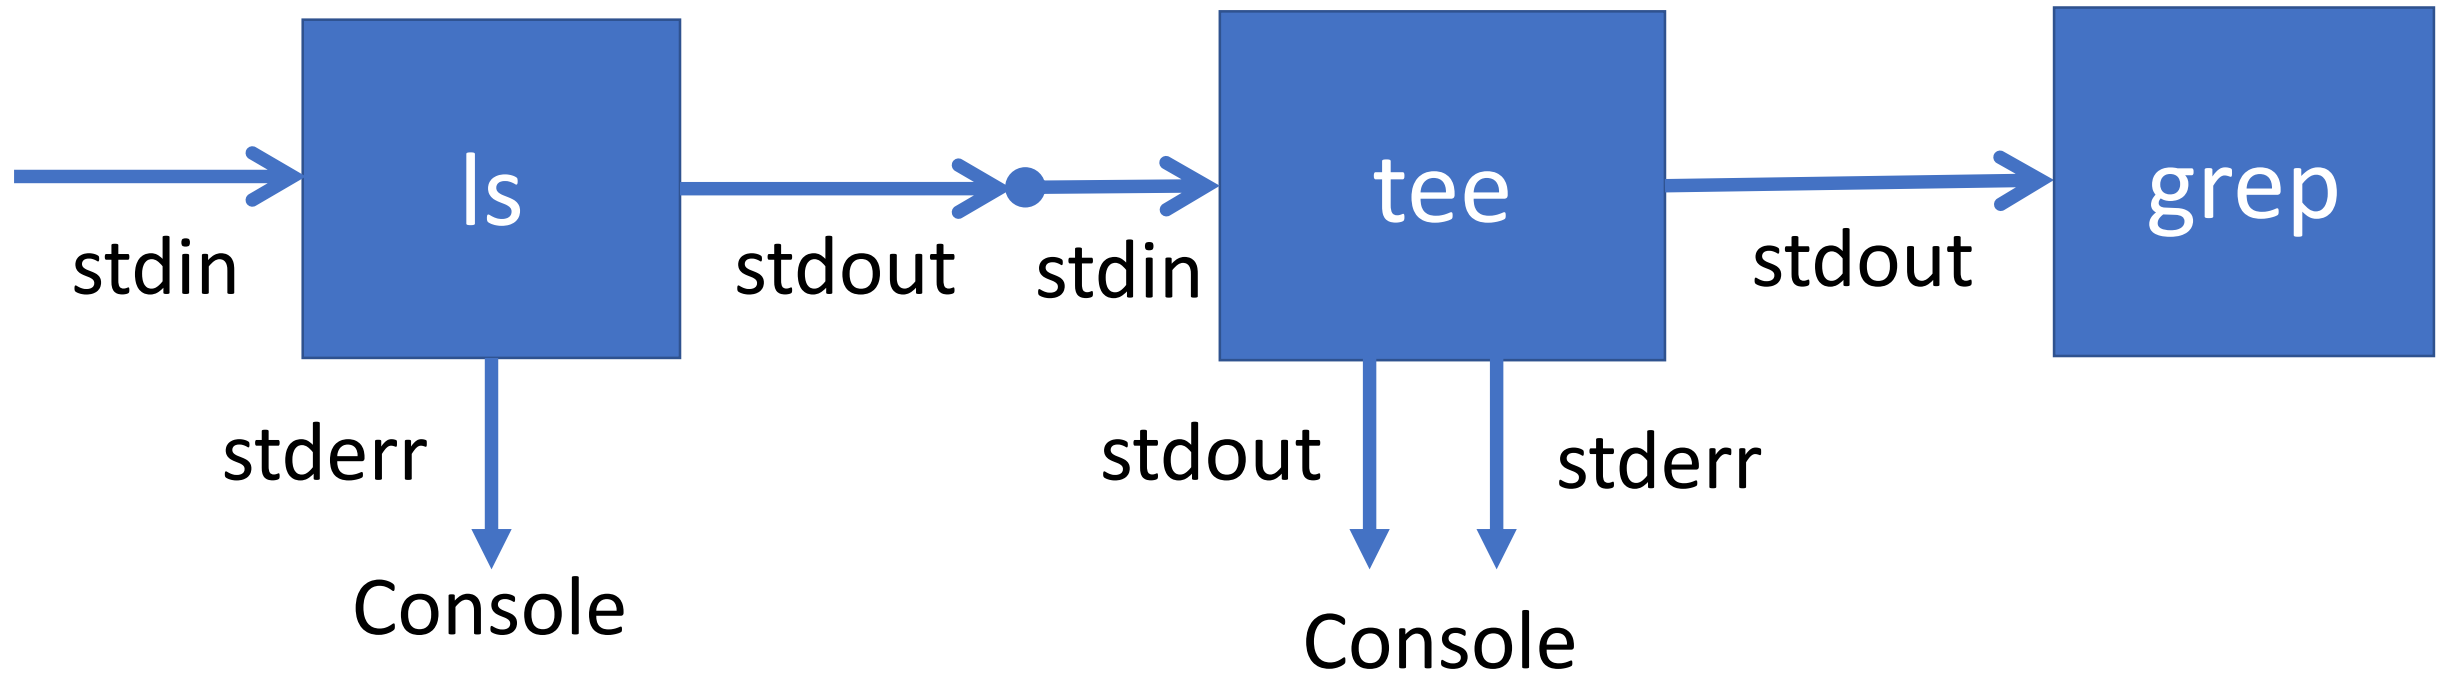 ls
tee
grep
stdin
stdout
stdin
stdout
stderr
stdout
stderr
Console
Console